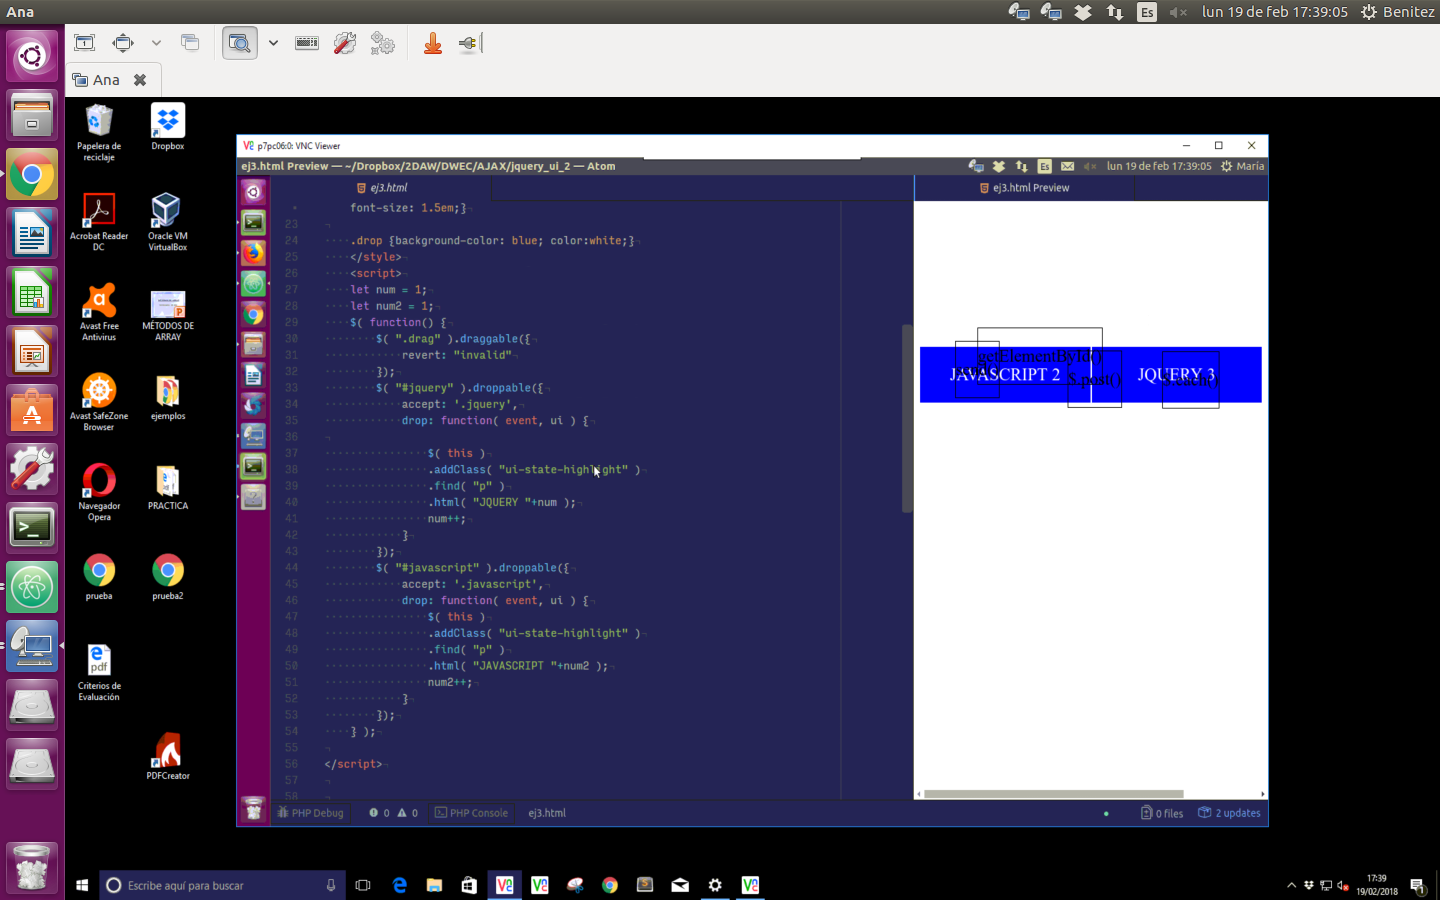 Ana
Es
lun 19 de feb 17:39:05
Benitez
Ana
Papelera de reciclaje
Dropbox
Acrobat Reader DC
Oracle VM VirtualBox
Avast Free Antivirus
MÉTODOS DE ARRAY
Avast SafeZone Browser
ejemplos
Navegador Opera
PRACTICA
prueba
prueba2
Criterios de Evaluación
PDFCreator
p7pc06:0: VNC Viewer
ej3.html Preview — ~/Dropbox/2DAW/DWEC/AJAX/jquery_ui_2 — Atom
Es
lun 19 de feb 17:39:05
María
ej3.html
ej3.html Preview
font-size: 1.5em;}
23
24 .drop {background-color: blue; color:white;}
25 </style>
26 <script>
27 let num = 1;
28 let num2 = 1;
29 $( function() {
30 $( ".drag" ).draggable({
31 revert: "invalid"
32 });
33 $( "#jquery" ).droppable({
34 accept: '.jquery',
35 drop: function( event, ui ) {
36
37 $( this )
38 .addClass( "ui-state-highlight" )
39 .find( "p" )
40 .html( "JQUERY "+num );
41 num++;
42 }
43 });
44 $( "#javascript" ).droppable({
45 accept: '.javascript',
46 drop: function( event, ui ) {
47 $( this )
48 .addClass( "ui-state-highlight" )
49 .find( "p" )
50 .html( "JAVASCRIPT "+num2 );
51 num2++;
52 }
53 });
54 } );
55
56 </script>
57
58
getElementById()
JAVASCRIPT 2
$.post()
JQUERY 3
PHP Debug
0
0
PHP Console
ej3.html
0 files
2 updates
Escribe aquí para buscar
17:39
19/02/2018
1